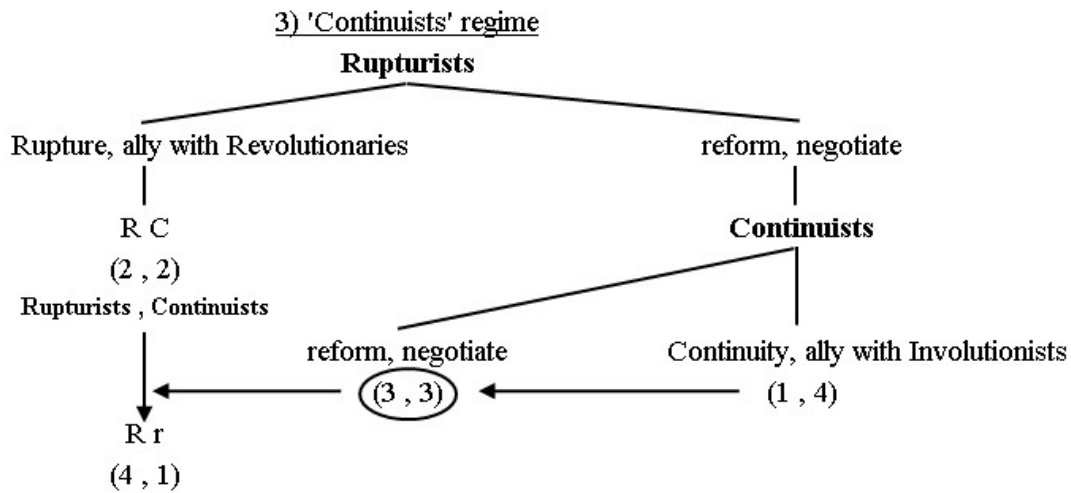 3) 'Continuists' regime
Rupturists
Rupture, ally with Revolutionaries
reform, negotiate
R C
(2 , 2)
Rupturists , Continuists
Continuists
reform, negotiate
(3 , 3)
Continuity, ally with Involutionists
(1 , 4)
R r
(4 , 1)